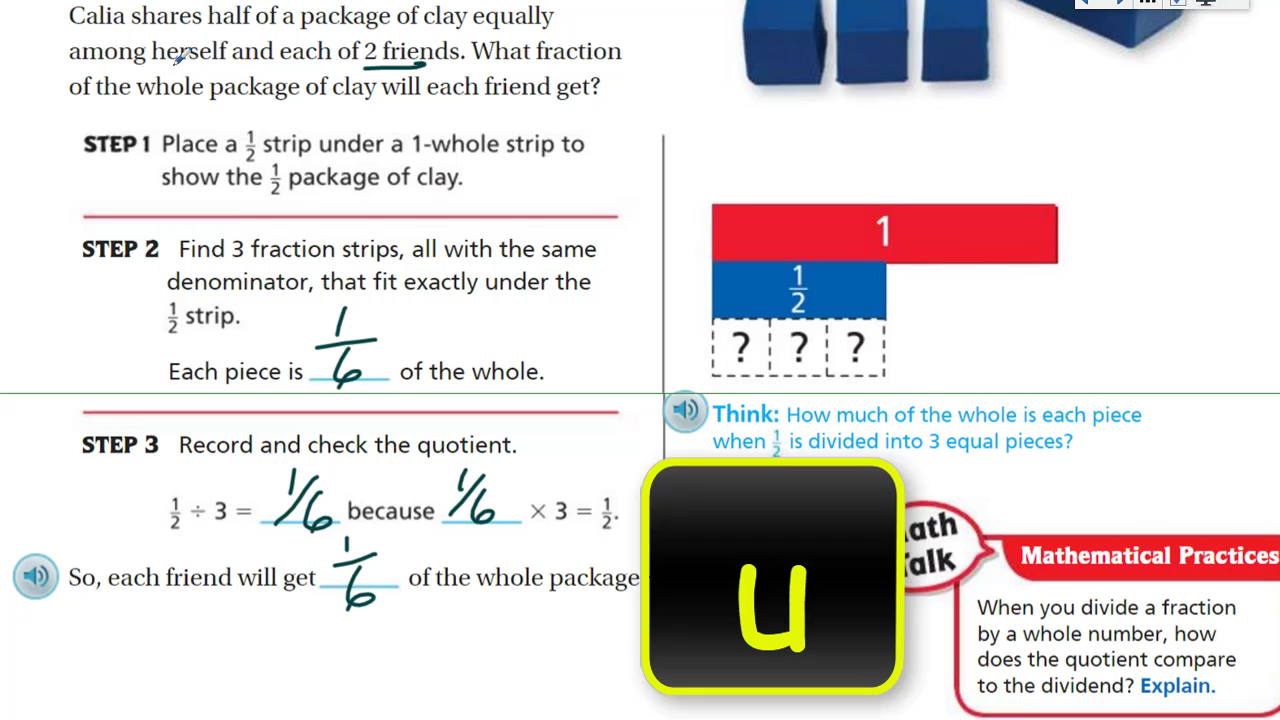 Calia shares half of a package of clay equally
among herself and each of 2 friends. What fraction
of the whole package of clay will each friend get?
STEP 1 Place a 1/2 strip under a 1-whole strip to
show the 1/2 package of clay.
STEP 2 Find 3 fraction strips, all with the same
denominator, that fit exactly under the
1/2 strip.
Each piece is 1/6 of the whole.
STEP 3 Record and check the quotient.
1/2 ÷ 3 = 1/6 because 1/6 × 3 = 1/2.
So, each friend will get 1/6 of the whole package
1
1/2
? ? ?
Think: How much of the whole is each piece
when 1/2 is divided into 3 equal pieces?
u
ath
alk
Mathematical Practices
When you divide a fraction
by a whole number, how
does the quotient compare
to the dividend? Explain.